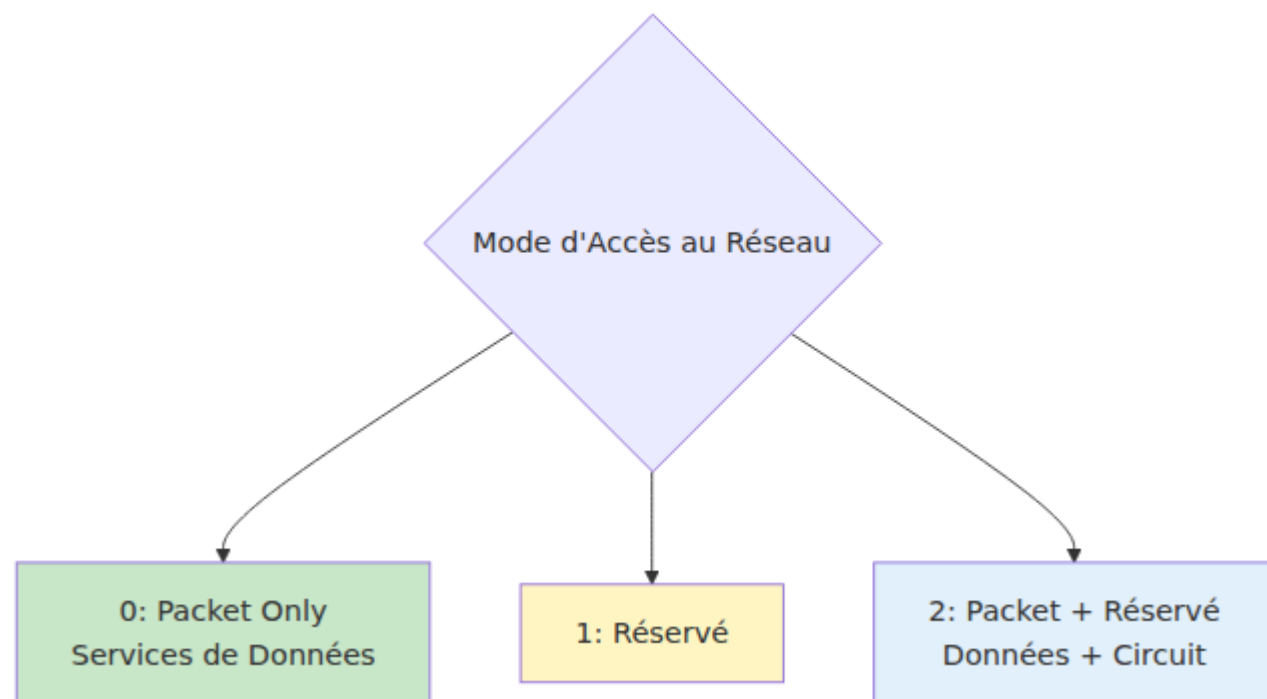 Mode d'Accès au Réseau
0: Packet Only
Services de Données
1: Réservé
2: Packet + Réservé
Données + Circuit